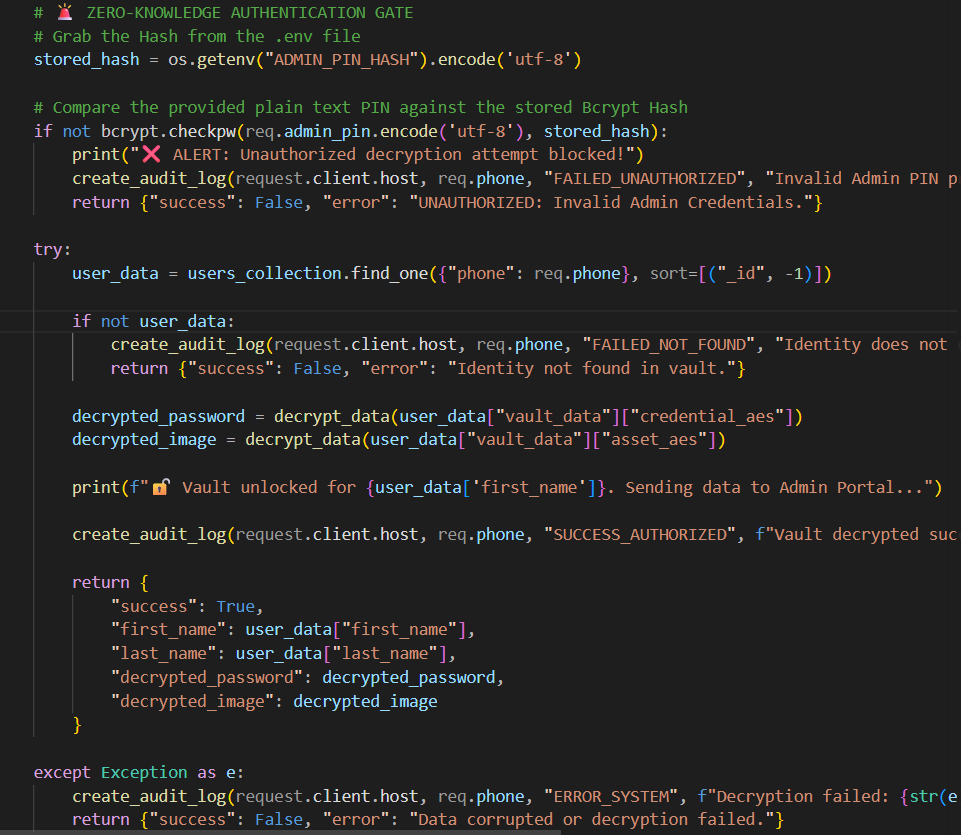 # 🚨 ZERO-KNOWLEDGE AUTHENTICATION GATE
# Grab the Hash from the .env file
stored_hash = os.getenv("ADMIN_PIN_HASH").encode('utf-8')
# Compare the provided plain text PIN against the stored Bcrypt Hash
if not bcrypt.checkpw(req.admin_pin.encode('utf-8'), stored_hash):
print("❌ ALERT: Unauthorized decryption attempt blocked!")
create_audit_log(request.client.host, req.phone, "FAILED_UNAUTHORIZED", "Invalid Admin PIN p
return {"success": False, "error": "UNAUTHORIZED: Invalid Admin Credentials."}
try:
user_data = users_collection.find_one({"phone": req.phone}, sort=[("_id", -1)])
if not user_data:
create_audit_log(request.client.host, req.phone, "FAILED_NOT_FOUND", "Identity does not
return {"success": False, "error": "Identity not found in vault."}
decrypted_password = decrypt_data(user_data["vault_data"]["credential_aes"])
decrypted_image = decrypt_data(user_data["vault_data"]["asset_aes"])
print(f"🔓 Vault unlocked for {user_data['first_name']}. Sending data to Admin Portal...")
create_audit_log(request.client.host, req.phone, "SUCCESS_AUTHORIZED", f"Vault decrypted suc
return {
"success": True,
"first_name": user_data["first_name"],
"last_name": user_data["last_name"],
"decrypted_password": decrypted_password,
"decrypted_image": decrypted_image
}
except Exception as e:
create_audit_log(request.client.host, req.phone, "ERROR_SYSTEM", f"Decryption failed: {str(e
return {"success": False, "error": "Data corrupted or decryption failed."}